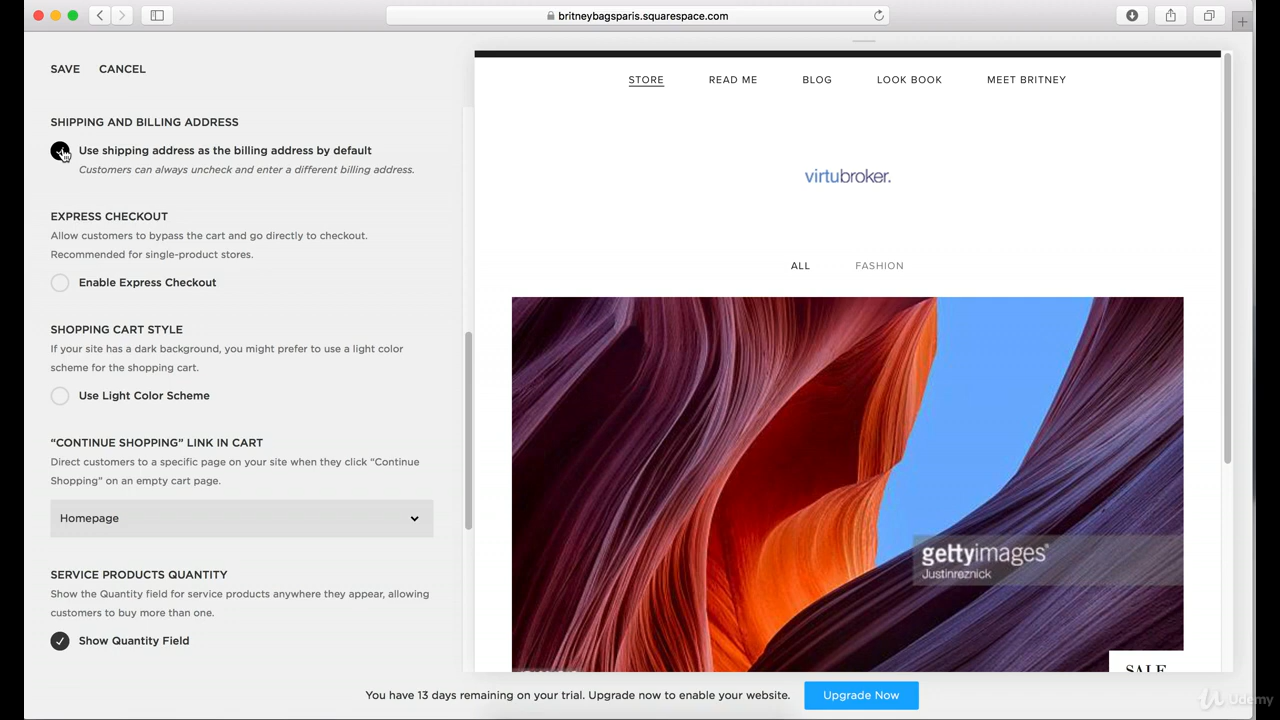 britneybagsparis.squarespace.com
SAVE CANCEL
SHIPPING AND BILLING ADDRESS
Use shipping address as the billing address by default
Customers can always uncheck and enter a different billing address.
EXPRESS CHECKOUT
Allow customers to bypass the cart and go directly to checkout.
Recommended for single-product stores.
Enable Express Checkout
SHOPPING CART STYLE
If your site has a dark background, you might prefer to use a light color
scheme for the shopping cart.
Use Light Color Scheme
“CONTINUE SHOPPING” LINK IN CART
Direct customers to a specific page on your site when they click “Continue
Shopping” on an empty cart page.
Homepage
SERVICE PRODUCTS QUANTITY
Show the Quantity field for service products anywhere they appear, allowing
customers to buy more than one.
Show Quantity Field
STORE READ ME BLOG LOOK BOOK MEET BRITNEY
virtubroker.
ALL FASHION
gettyimages®
Justinreznick
SALE
You have 13 days remaining on your trial. Upgrade now to enable your website.
Upgrade Now
Udemy